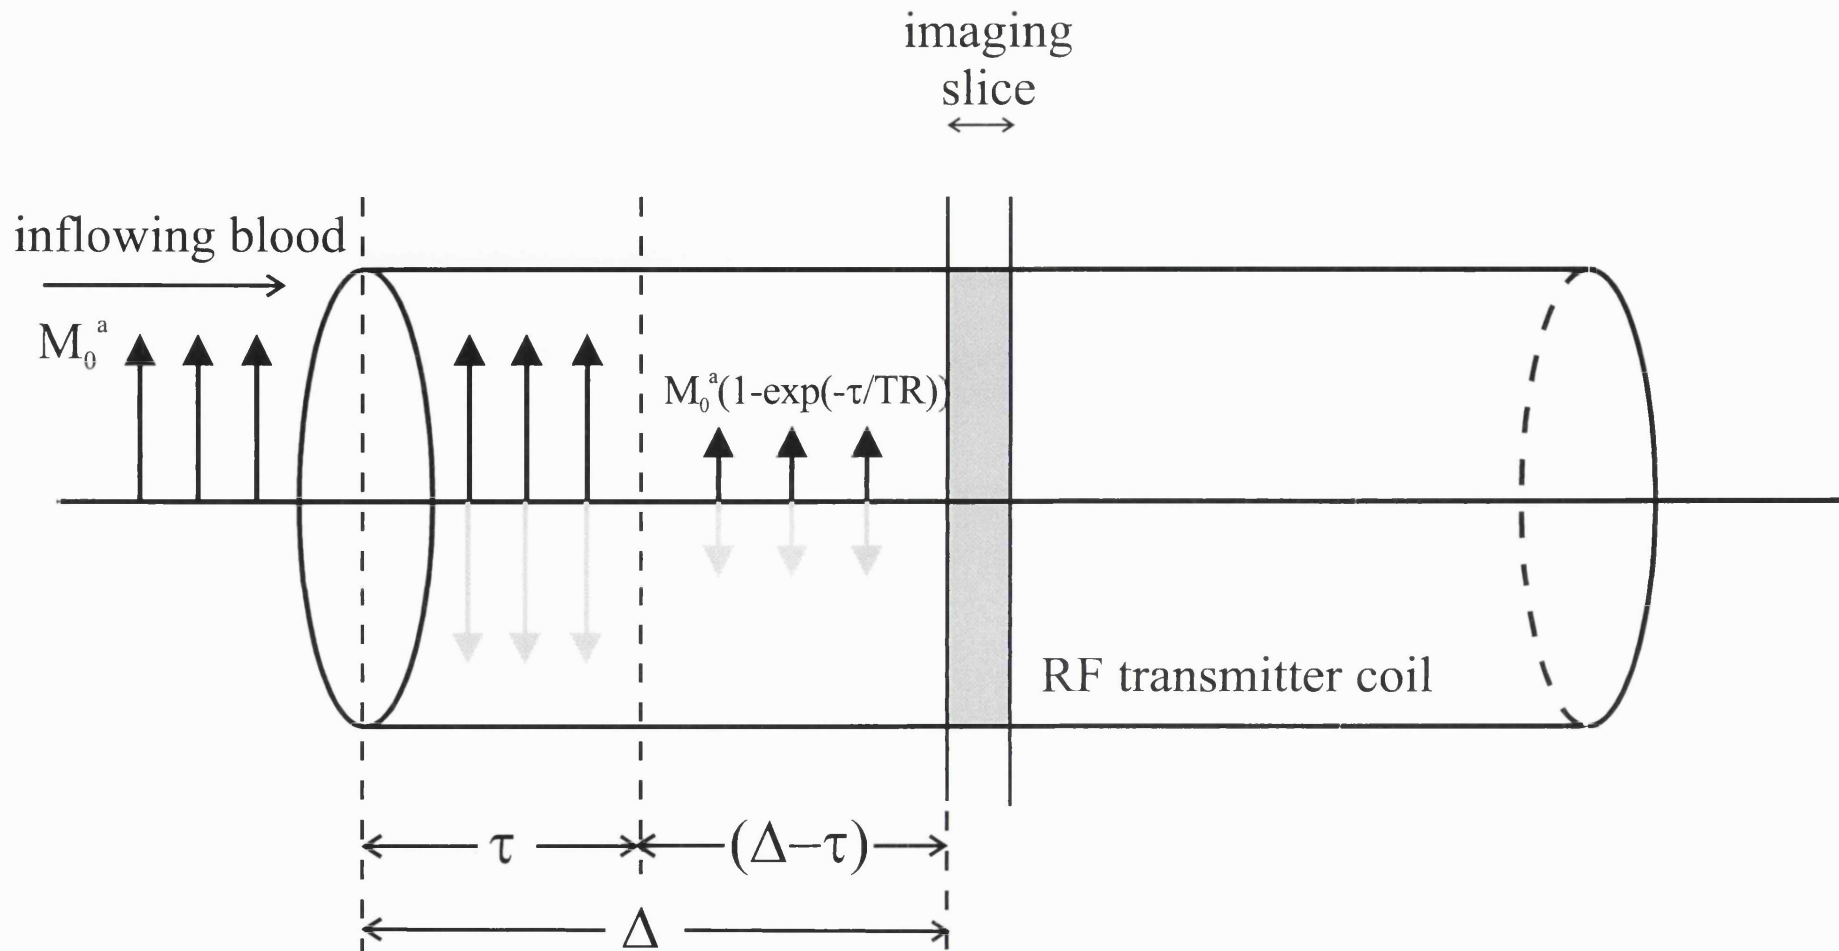 imaging
slice
inflowing blood
M₀ᵃ
M₀ᵃ(1-exp(-τ/TR))
RF transmitter coil
τ
(Δ−τ)
Δ